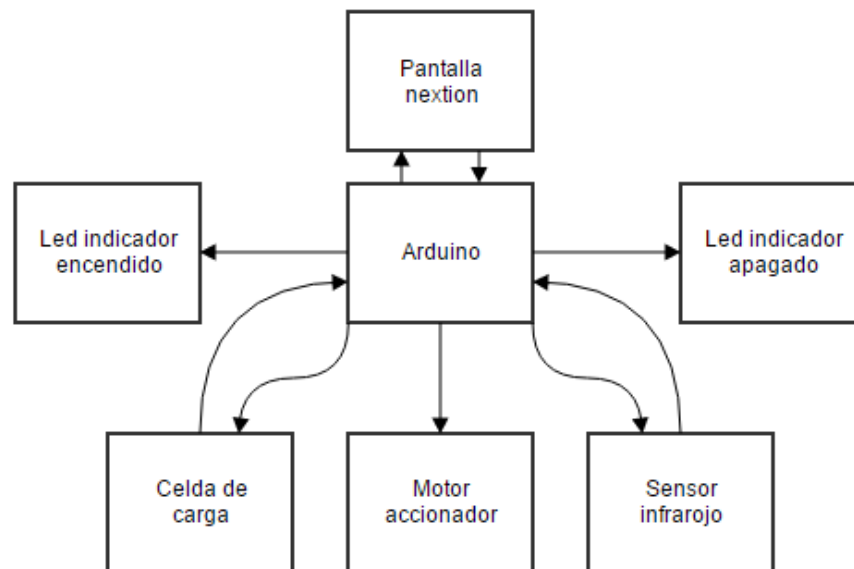 Pantalla
nextion
Led indicador
encendido
Arduino
Led indicador
apagado
Celda de
carga
Motor
accionador
Sensor
infrarojo